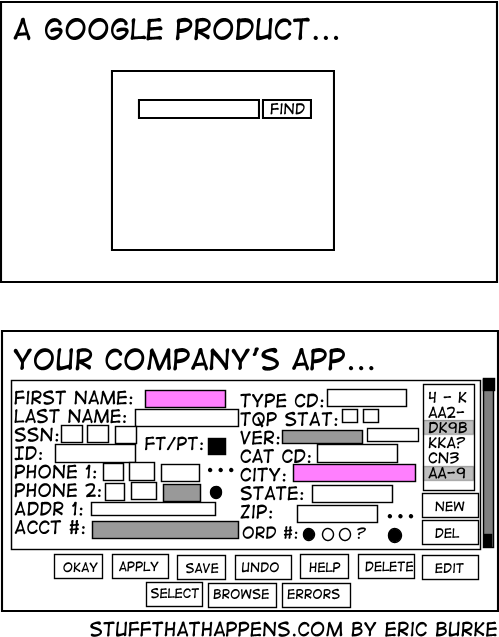 A GOOGLE PRODUCT...
FIND
YOUR COMPANY'S APP...
FIRST NAME:
LAST NAME:
SSN:
ID:
FT/PT:
PHONE 1:
...
PHONE 2:
ADDR 1:
ACCT #:
TYPE CD:
TQP STAT:
VER:
CAT CD:
CITY:
STATE:
ZIP:
...
ORD #:
?
4 - K
AA2-
DK9B
KKA?
CN3
AA-9
NEW
DEL
EDIT
OKAY APPLY SAVE UNDO HELP DELETE
SELECT BROWSE ERRORS
STUFFTHATHAPPENS.COM BY ERIC BURKE